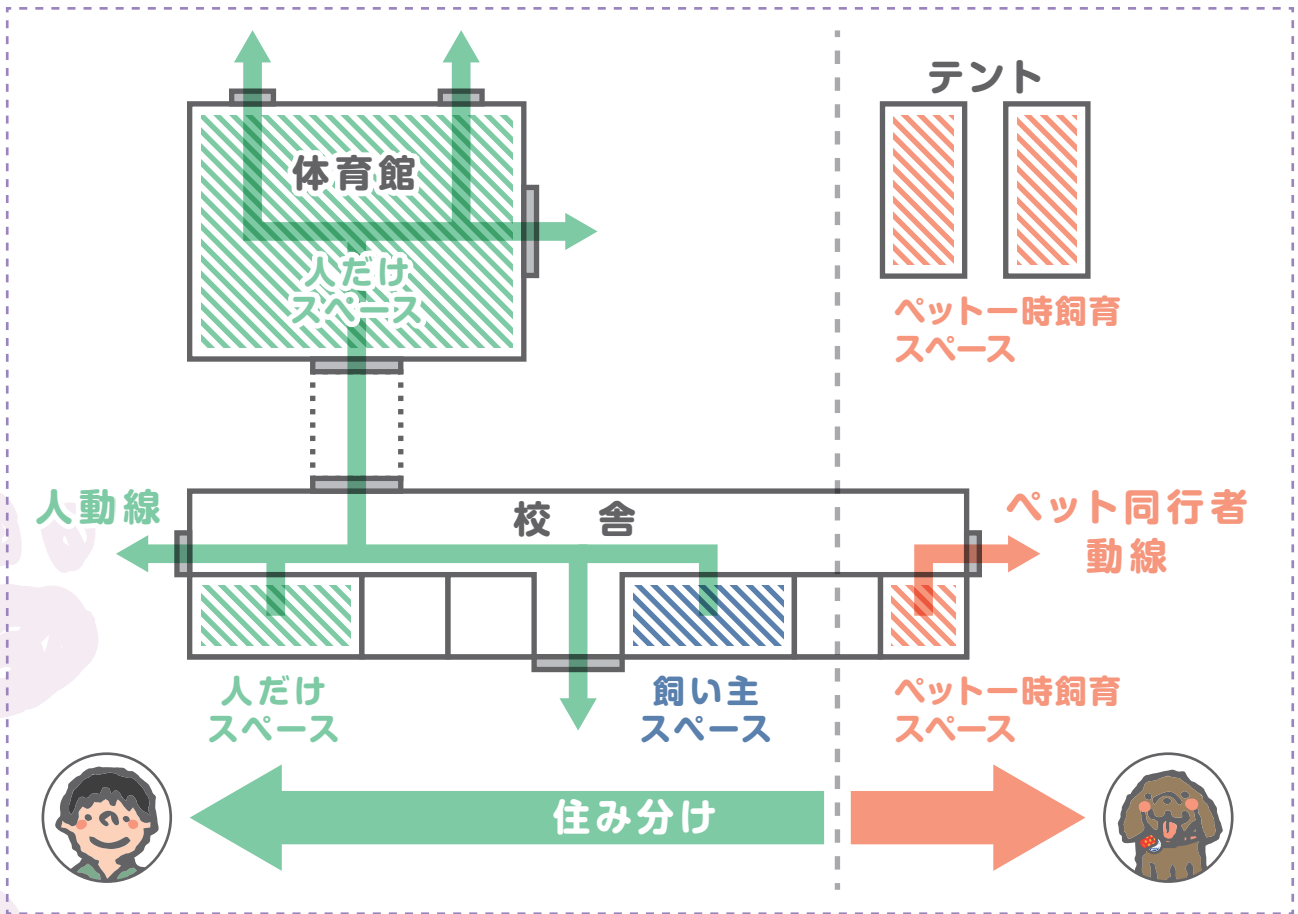 テント
体育館
人だけ
スペース
ペット一時飼育
スペース
人動線
校 舎
ペット同行者
動線
人だけ
スペース
飼い主
スペース
ペット一時飼育
スペース
住み分け